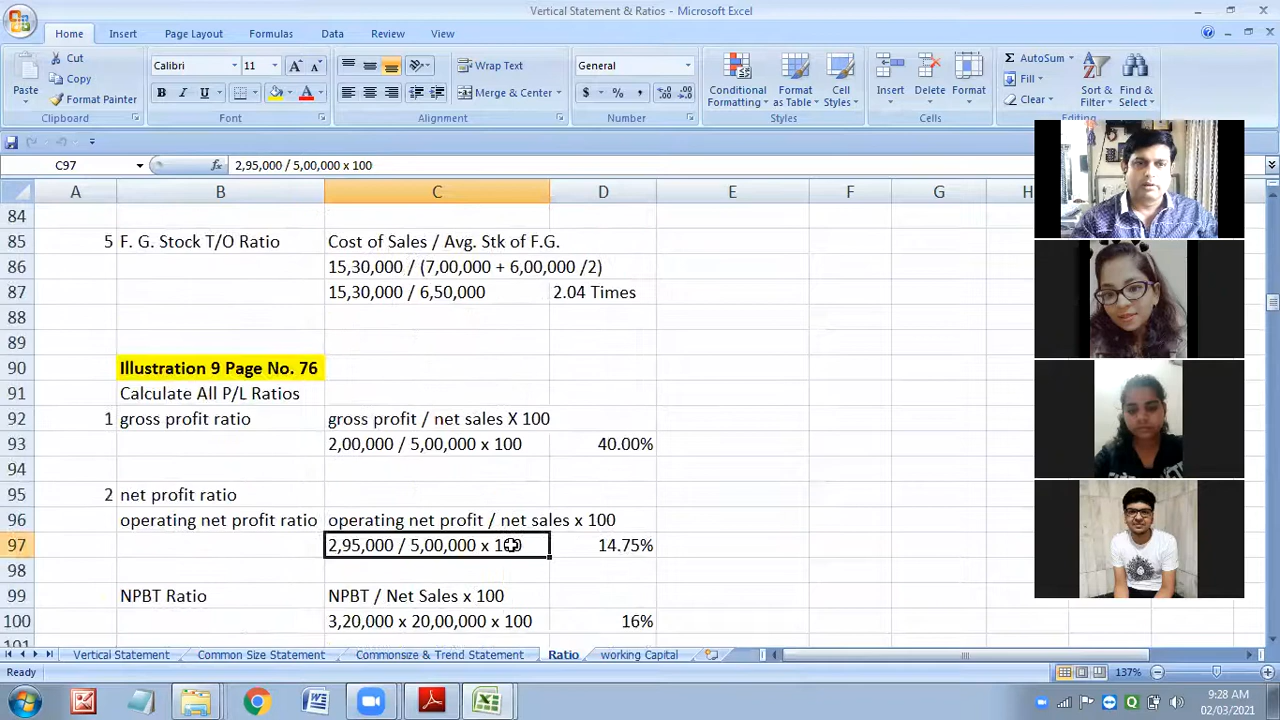 Vertical Statement & Ratios - Microsoft Excel
Home Insert Page Layout Formulas Data Review View
Paste Cut Copy Format Painter Clipboard
Calibri 11 A A B I U A Font
Wrap Text Merge & Center Alignment
General $ % , .0 .00 .00 .0 Number
Conditional Formatting Format as Table Cell Styles Styles
Insert Delete Format Cells
Σ AutoSum Fill Clear Sort & Filter Find & Select Editing
C97 fx 2,95,000 / 5,00,000 x 100
A B C D E F G H
84
85 5 F. G. Stock T/O Ratio Cost of Sales / Avg. Stk of F.G.
86 15,30,000 / (7,00,000 + 6,00,000 /2)
87 15,30,000 / 6,50,000 2.04 Times
88
89
90 Illustration 9 Page No. 76
91 Calculate All P/L Ratios
92 1 gross profit ratio gross profit / net sales X 100
93 2,00,000 / 5,00,000 x 100 40.00%
94
95 2 net profit ratio
96 operating net profit ratio operating net profit / net sales x 100
97 2,95,000 / 5,00,000 x 100 14.75%
98
99 NPBT Ratio NPBT / Net Sales x 100
100 3,20,000 x 20,00,000 x 100 16%
101
Vertical Statement Common Size Statement Commonsize & Trend Statement Ratio working Capital
Ready 137%
9:28 AM
02/03/2021